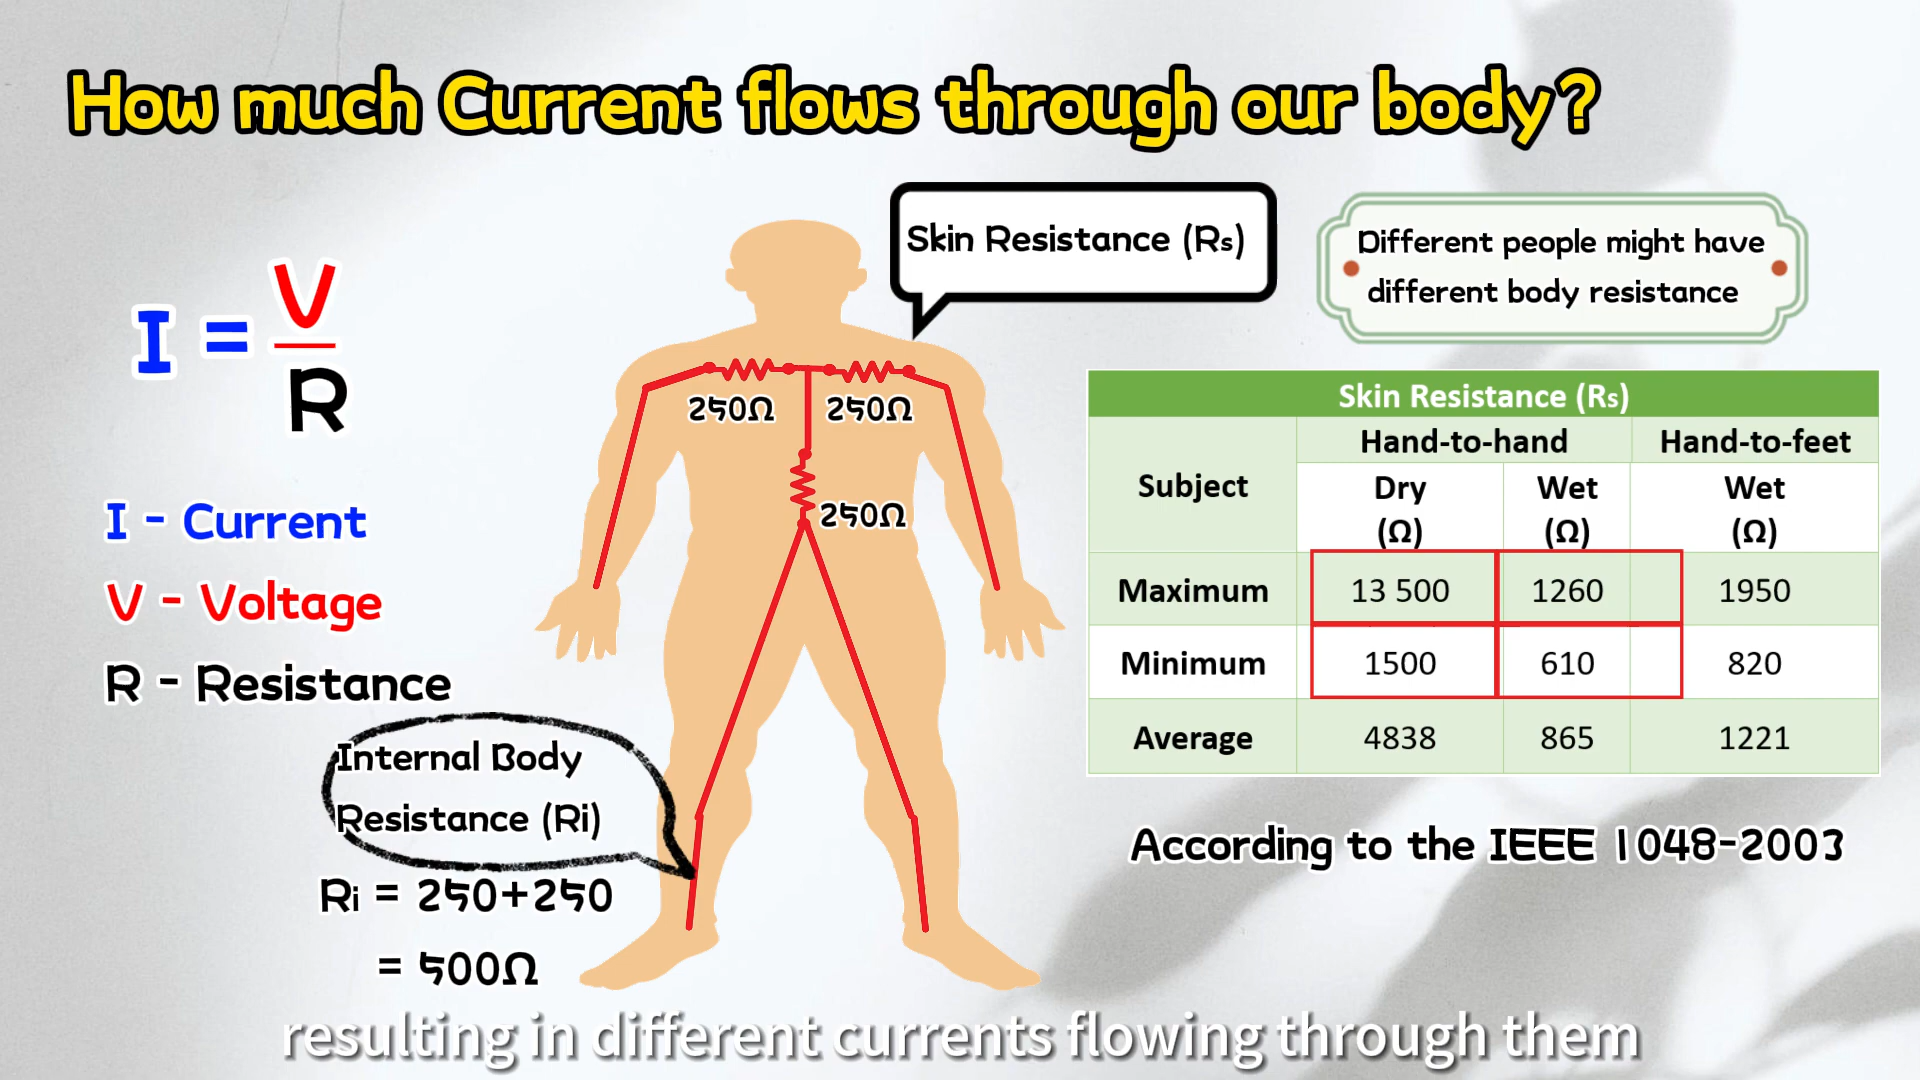 How much Current flows through our body?
I = V
R
I - Current
V - Voltage
R - Resistance
Skin Resistance (Rs)
250Ω
250Ω
250Ω
Internal Body
Resistance (Ri)
Ri = 250+250
= 500Ω
Different people might have
different body resistance
Skin Resistance (Rs)
Subject Hand-to-hand Hand-to-feet
Dry Wet Wet
(Ω) (Ω) (Ω)
Maximum 13 500 1260 1950
Minimum 1500 610 820
Average 4838 865 1221
According to the IEEE 1048-2003
resulting in different currents flowing through them